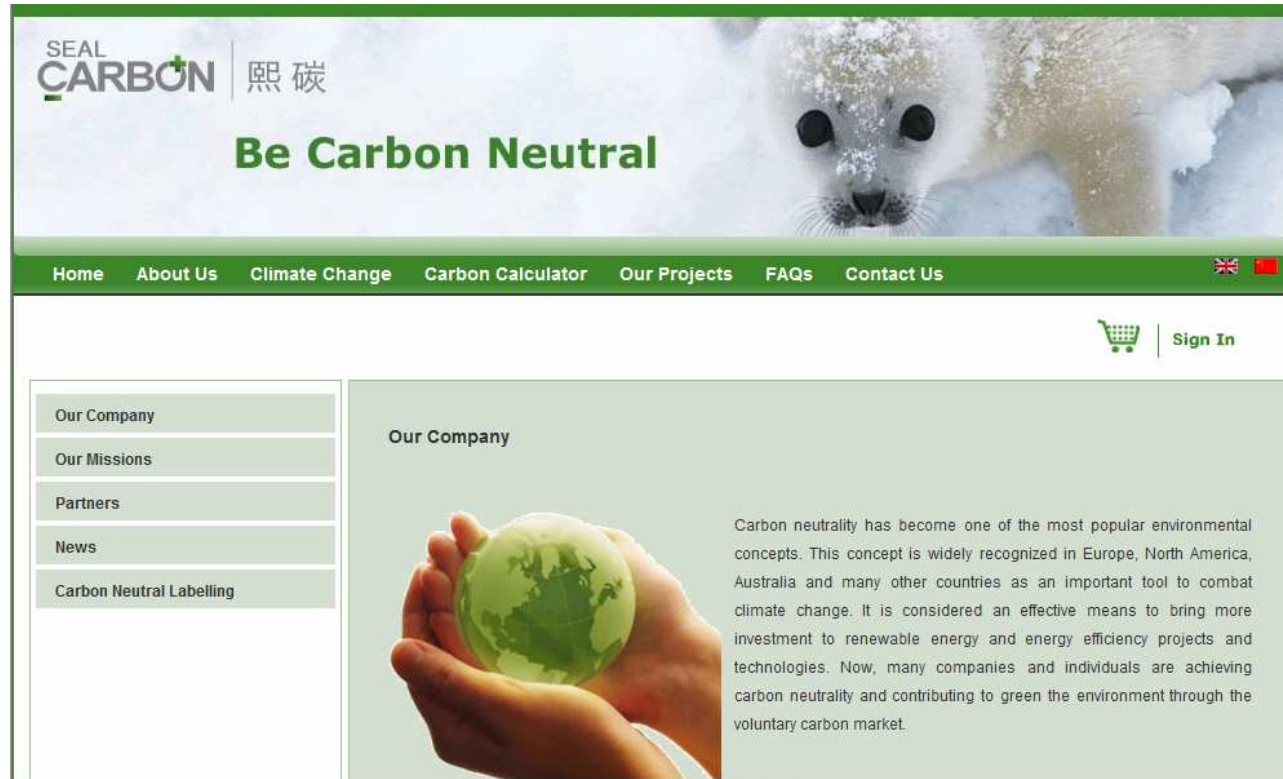 SEAL
CARBON
熙碳
Be Carbon Neutral
Home About Us Climate Change Carbon Calculator Our Projects FAQs Contact Us
Sign In
Our Company
Our Missions
Partners
News
Carbon Neutral Labelling
Our Company
Carbon neutrality has become one of the most popular environmental
concepts. This concept is widely recognized in Europe, North America,
Australia and many other countries as an important tool to combat
climate change. It is considered an effective means to bring more
investment to renewable energy and energy efficiency projects and
technologies. Now, many companies and individuals are achieving
carbon neutrality and contributing to green the environment through the
voluntary carbon market.